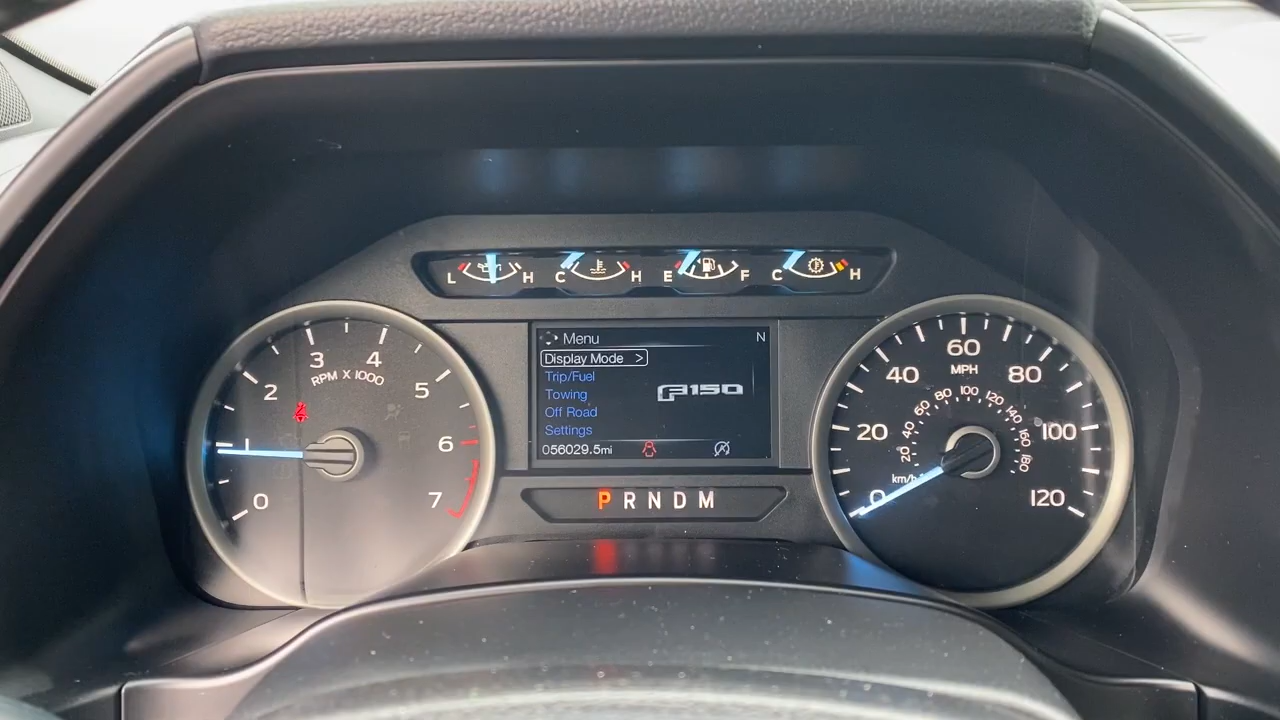 L H C H E F C H
Menu N
Display Mode >
Trip/Fuel
Towing
Off Road
Settings
F150
056029.5mi
P R N D M
0 1 2 3 4 5 6 7
RPM X 1000
0 20 40 60 80 100 120
MPH
20 40 60 80 100 120 140 160 180
km/h